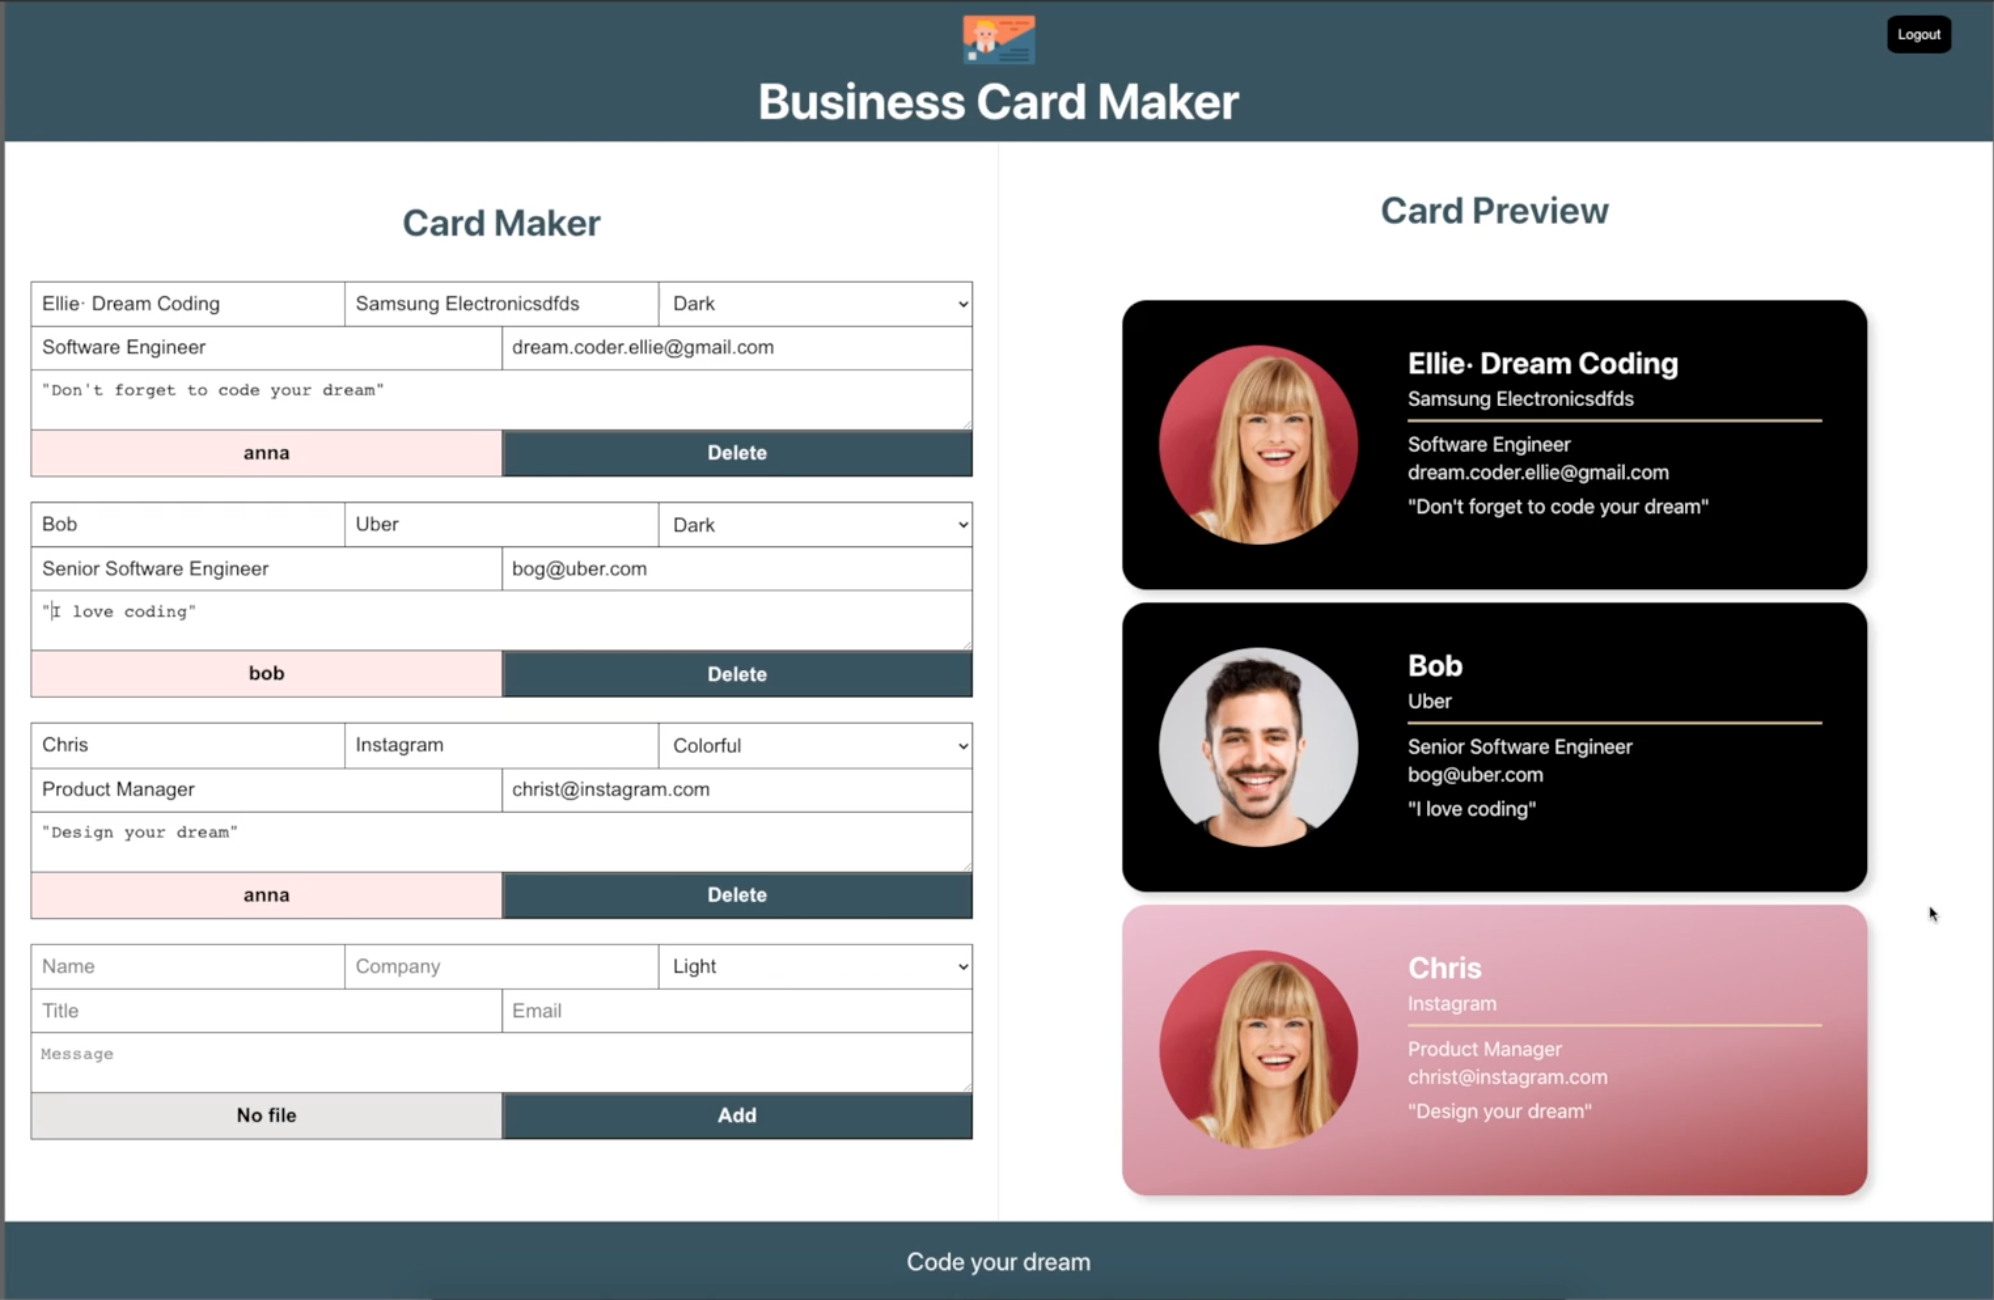 Logout
Business Card Maker
Card Maker
Ellie· Dream Coding
Samsung Electronicsdfds
Dark
Software Engineer
dream.coder.ellie@gmail.com
"Don't forget to code your dream"
anna
Delete
Bob
Uber
Dark
Senior Software Engineer
bog@uber.com
"I love coding"
bob
Delete
Chris
Instagram
Colorful
Product Manager
christ@instagram.com
"Design your dream"
anna
Delete
Name
Company
Light
Title
Email
Message
No file
Add
Card Preview
Ellie· Dream Coding
Samsung Electronicsdfds
Software Engineer
dream.coder.ellie@gmail.com
"Don't forget to code your dream"
Bob
Uber
Senior Software Engineer
bog@uber.com
"I love coding"
Chris
Instagram
Product Manager
christ@instagram.com
"Design your dream"
Code your dream